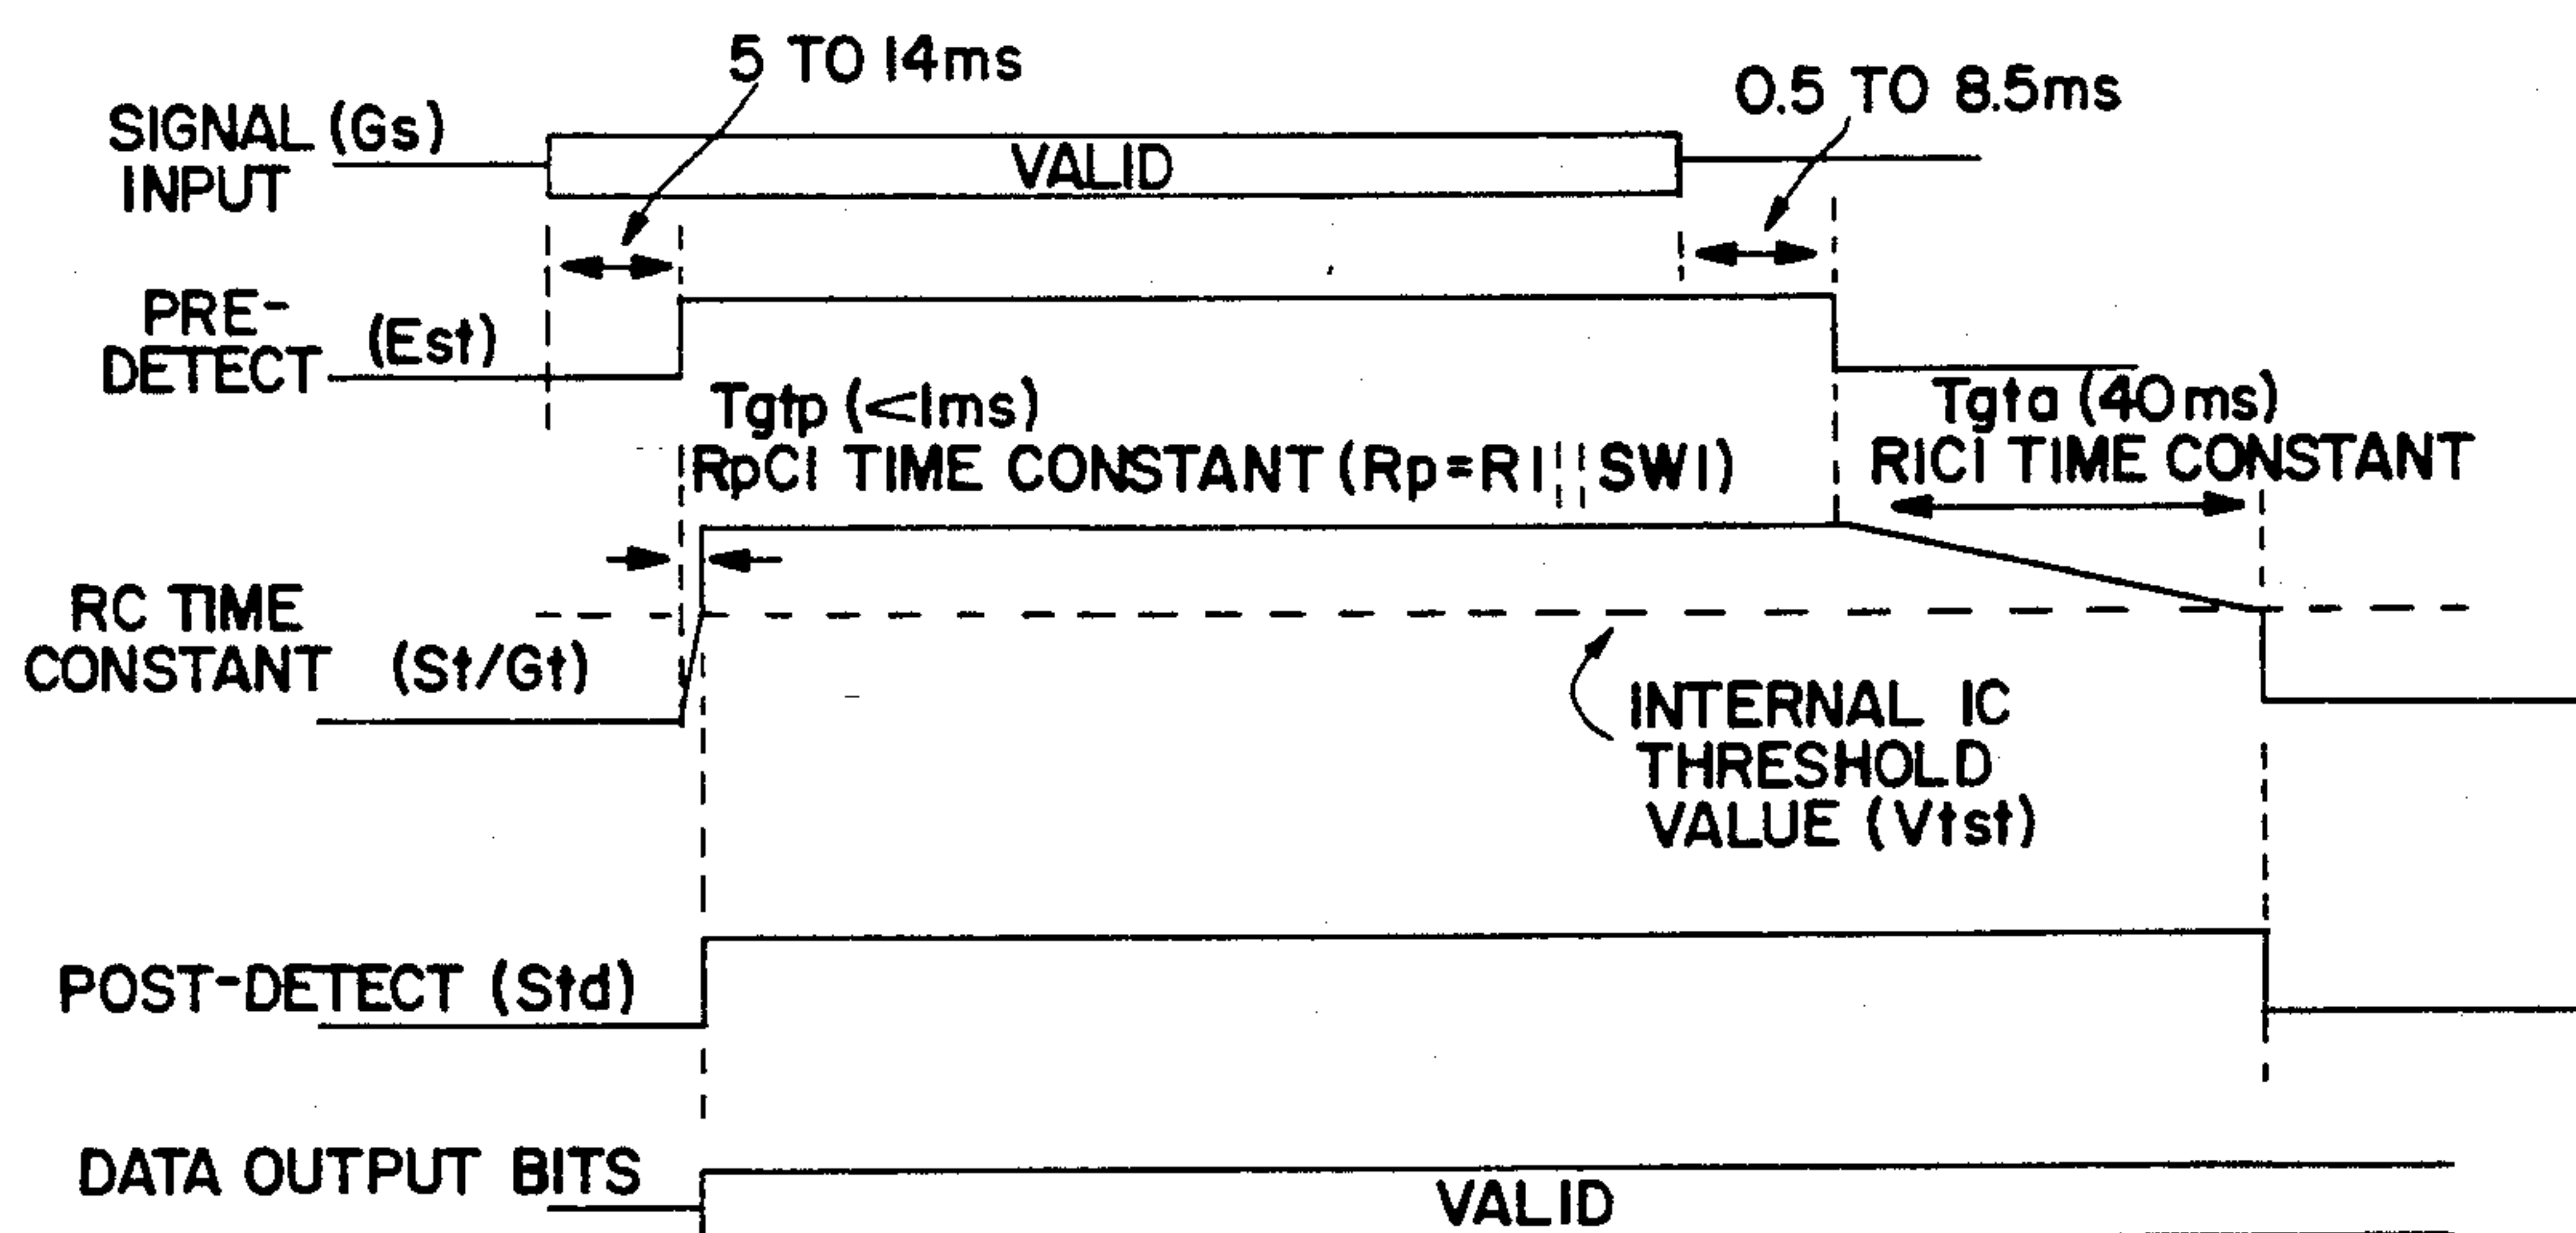 5 TO 14ms
0.5 TO 8.5ms
SIGNAL (Gs)
INPUT
VALID
PRE-
DETECT (Est)
Tgtp (<1ms)
RpC1 TIME CONSTANT (Rp=R1||SW1)
Tgta (40ms)
R1C1 TIME CONSTANT
RC TIME
CONSTANT (St/Gt)
INTERNAL IC
THRESHOLD
VALUE (Vtst)
POST-DETECT (Std)
DATA OUTPUT BITS
VALID